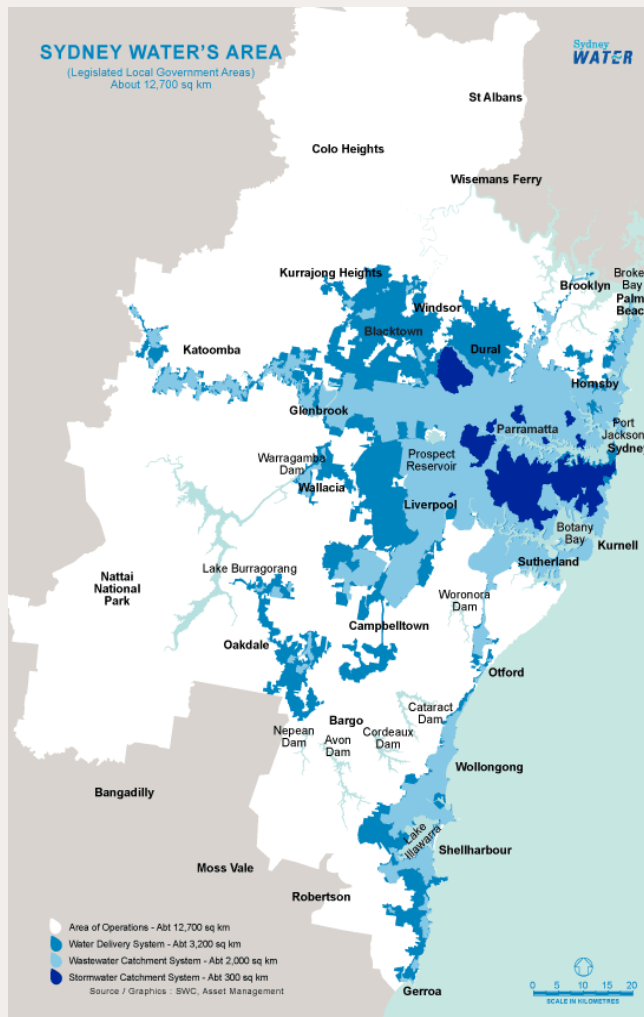 SYDNEY WATER'S AREA
(Legislated Local Government Areas)
About 12,700 sq km
Sydney
WATER
St Albans
Colo Heights
Wisemans Ferry
Kurrajong Heights
Brooklyn
Broken
Bay
Palm
Beach
Windsor
Blacktown
Katoomba
Dural
Hornsby
Glenbrook
Parramatta
Port
Jackson
Sydney
Warragamba
Dam
Prospect
Reservoir
Wallacia
Liverpool
Botany
Bay
Kurnell
Sutherland
Nattai
National
Park
Lake Burragorang
Woronora
Dam
Campbelltown
Oakdale
Otford
Cataract
Dam
Bargo
Nepean
Dam
Avon
Dam
Cordeaux
Dam
Wollongong
Bangadilly
Lake
Illawarra
Shellharbour
Moss Vale
Robertson
Area of Operations - Abt 12,700 sq km
Water Delivery System - Abt 3,200 sq km
Wastewater Catchment System - Abt 2,000 sq km
Stormwater Catchment System - Abt 300 sq km
Source / Graphics : SWC, Asset Management
Gerroa
0 5 10 15 20
SCALE IN KILOMETRES